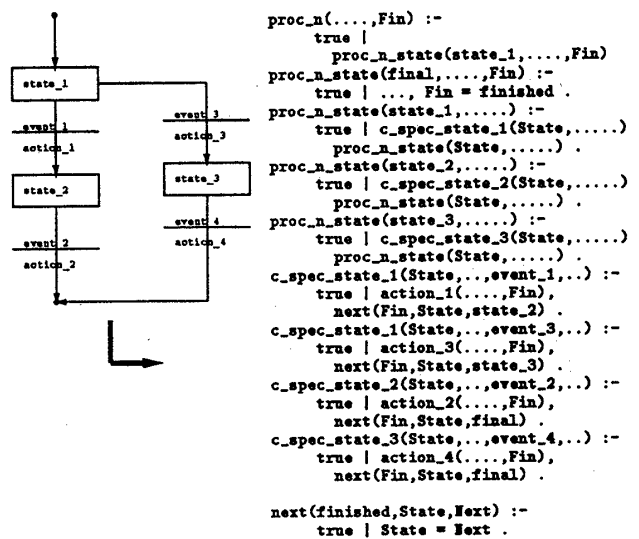 state_1
event_1
action_1
state_2
event_2
action_2
event_3
action_3
state_3
event_4
action_4
proc_n(....,Fin) :-
true |
proc_n_state(state_1,....,Fin)
proc_n_state(final,....,Fin) :-
true | ..., Fin = finished .
proc_n_state(state_1,.....) :-
true | c_spec_state_1(State,.....)
proc_n_state(State,.....) .
proc_n_state(state_2,.....) :-
true | c_spec_state_2(State,.....)
proc_n_state(State,.....) .
proc_n_state(state_3,.....) :-
true | c_spec_state_3(State,.....)
proc_n_state(State,.....) .
c_spec_state_1(State,..,event_1,..) :-
true | action_1(....,Fin),
next(Fin,State,state_2) .
c_spec_state_1(State,..,event_3,..) :-
true | action_3(....,Fin),
next(Fin,State,state_3) .
c_spec_state_2(State,..,event_2,..) :-
true | action_2(....,Fin),
next(Fin,State,final) .
c_spec_state_3(State,..,event_4,..) :-
true | action_4(....,Fin),
next(Fin,State,final) .
next(finished,State,Next) :-
true | State = Next .